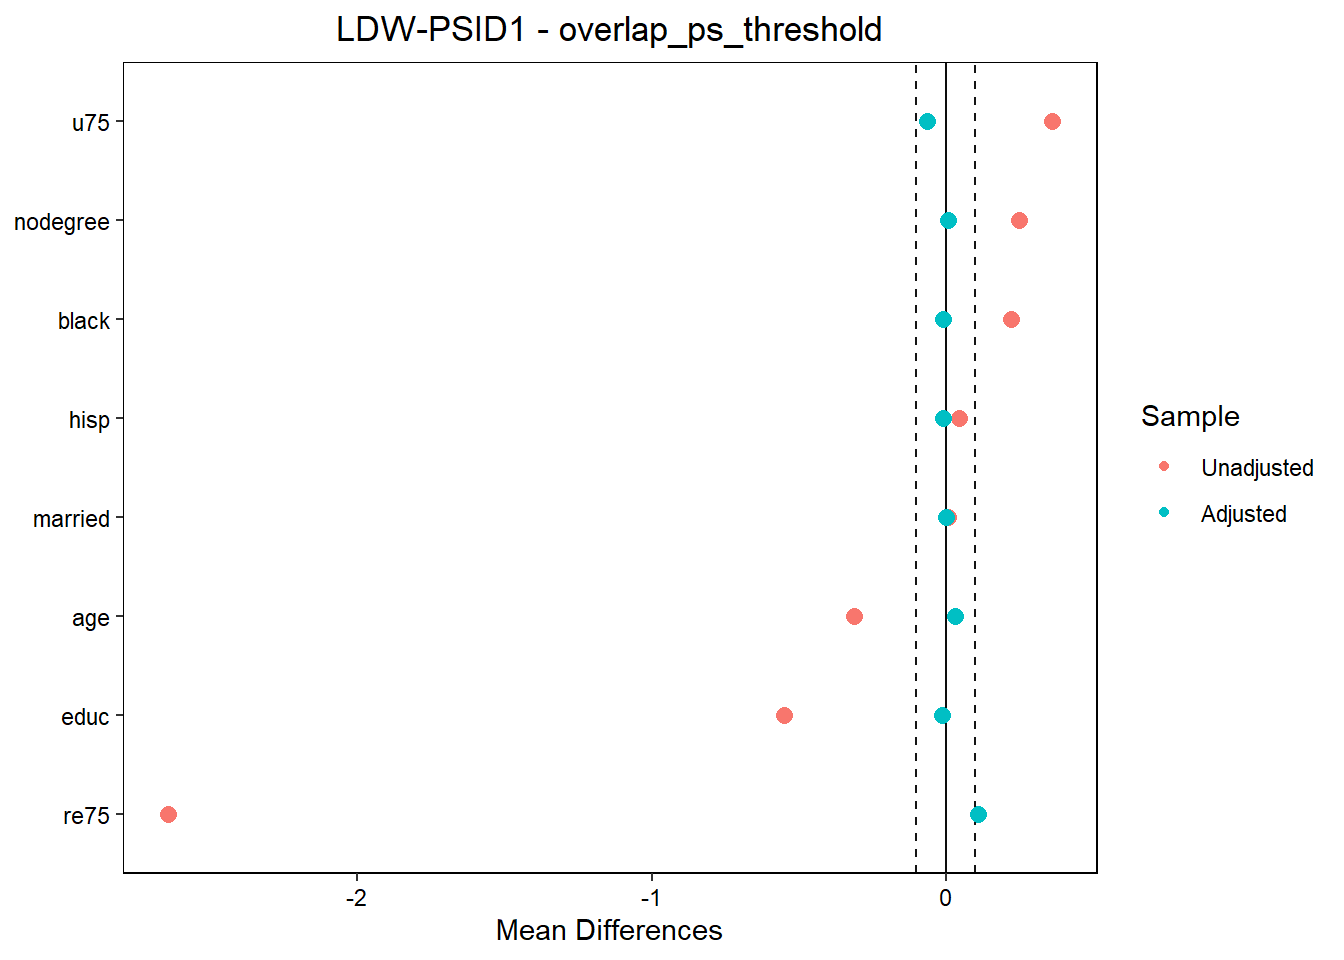 LDW-PSID1 - overlap_ps_threshold
u75
nodegree
black
hisp
married
age
educ
re75
-2 -1 0
Mean Differences
Sample
Unadjusted
Adjusted